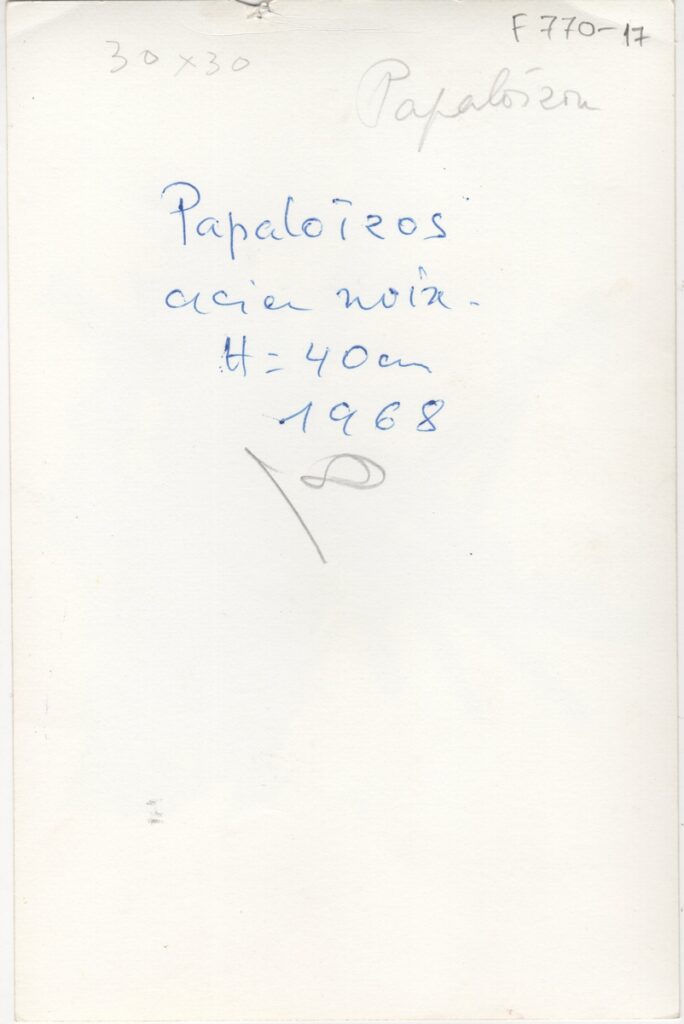 F 770-17
30 x 30
Papaloïzou
Papaloïzos
acier noir.
H = 40 cm
1968